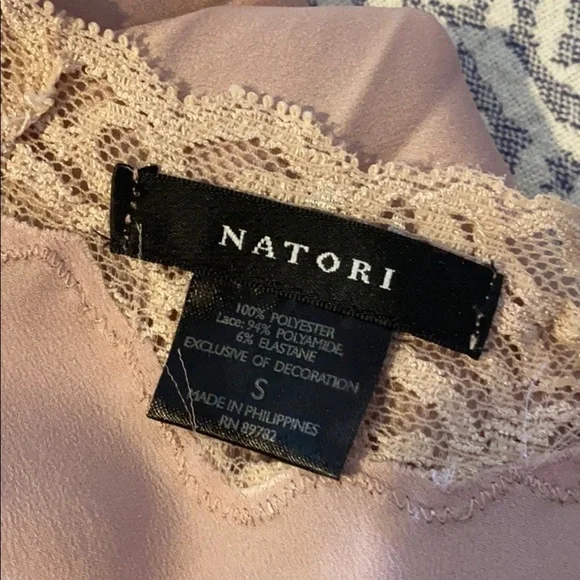 NATORI
100% POLYESTER
Lace: 94% POLYAMIDE
6% ELASTANE
EXCLUSIVE OF DECORATION
S
MADE IN PHILIPPINES
RN 89782